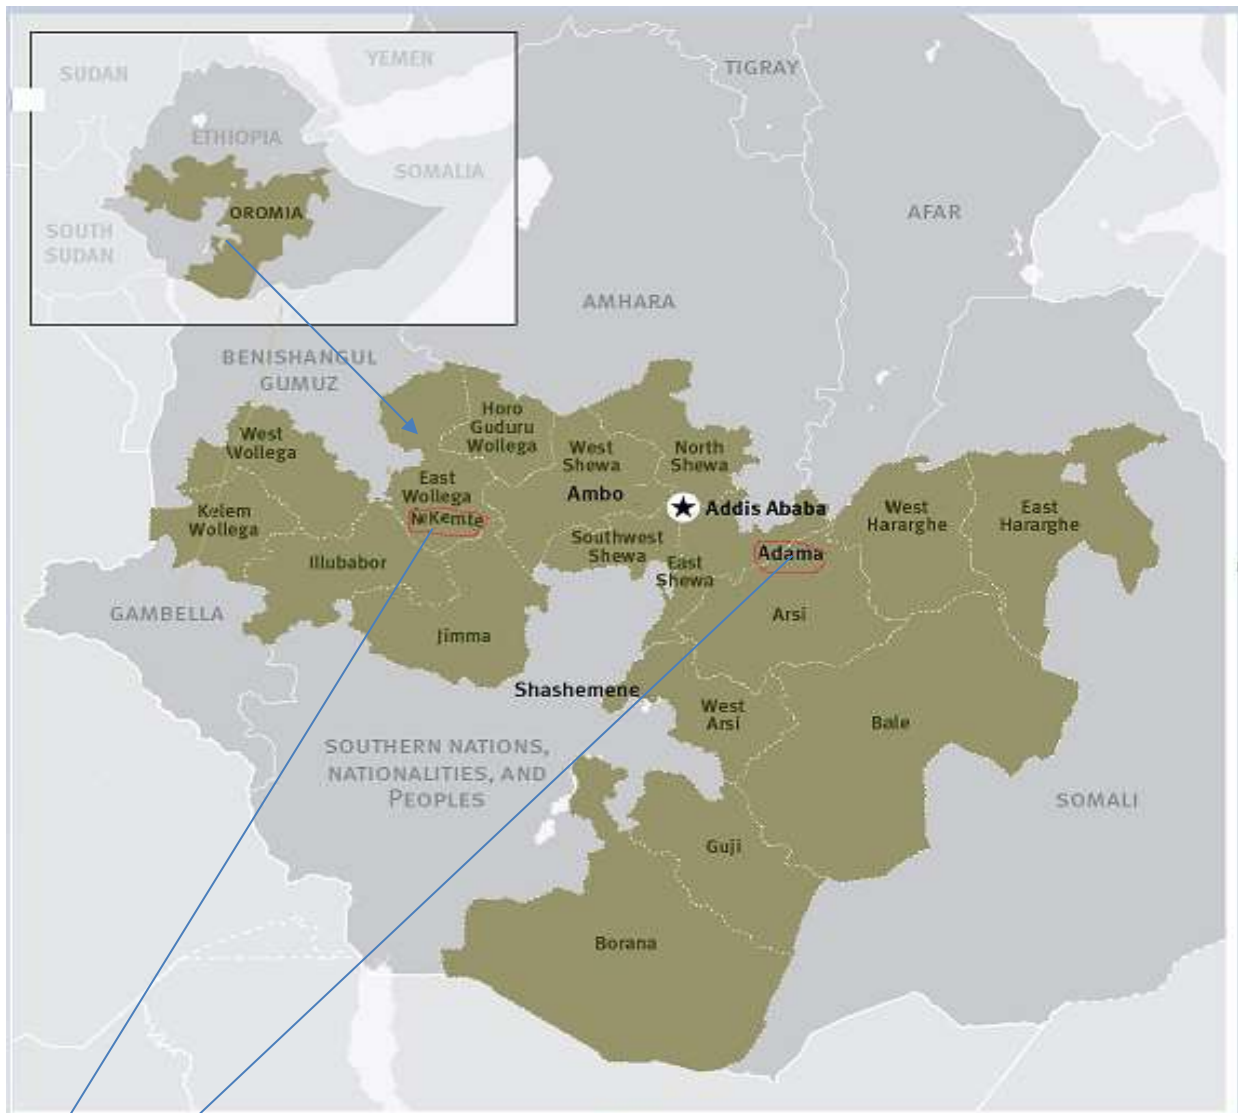 SUDAN
YEMEN
ETHIOPIA
SOMALIA
OROMIA
SOUTH
SUDAN
TIGRAY
AFAR
AMHARA
BENISHANGUL
GUMUZ
West
Wollega
Horo
Guduru
Wollega
West
Shewa
North
Shewa
East
Wollega
Ambo
Addis Ababa
West
Hararghe
East
Hararghe
Kelem
Wollega
NeKemte
Southwest
Shewa
East
Shewa
Adama
Illubabor
GAMBELLA
Jimma
Arsi
Shashemene
West
Arsi
Bale
SOUTHERN NATIONS,
NATIONALITIES, AND
PEOPLES
SOMALI
Guji
Borana